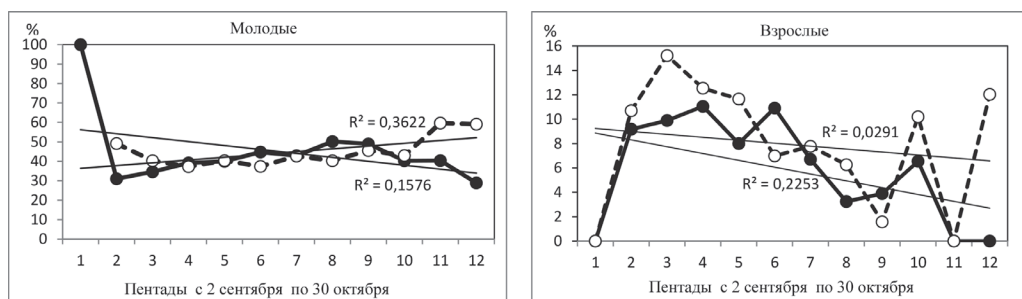 Молодые
%
100
90
80
70
60
50
40
30
20
10
0
R² = 0,3622
R² = 0,1576
1 2 3 4 5 6 7 8 9 10 11 12
Пентады с 2 сентября по 30 октября
Взрослые
%
16
14
12
10
8
6
4
2
0
R² = 0,0291
R² = 0,2253
1 2 3 4 5 6 7 8 9 10 11 12
Пентады с 2 сентября по 30 октября